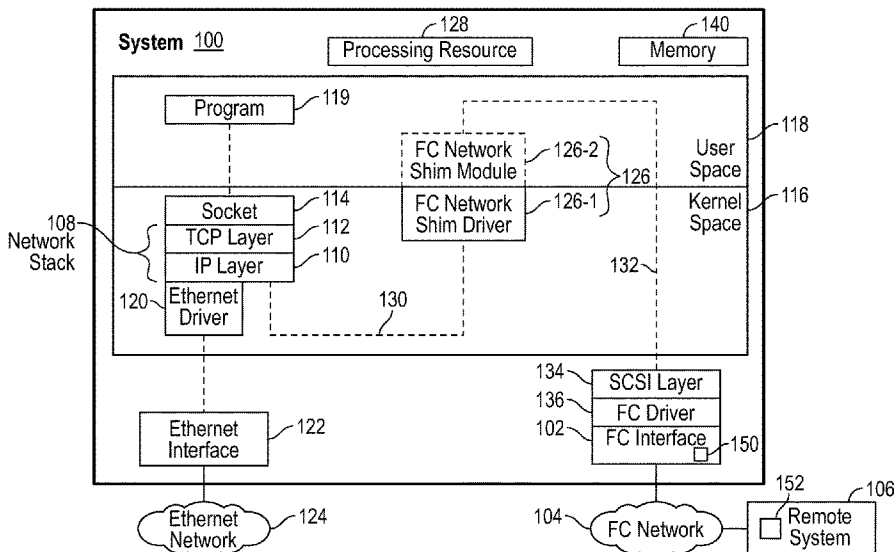 System 100
128
Processing Resource
140
Memory
Program
119
118
User
Space
FC Network
Shim Module
126-2
126
116
Kernel
Space
FC Network
Shim Driver
126-1
108
Network
Stack
Socket
114
TCP Layer
112
IP Layer
110
120
Ethernet
Driver
130
132
134
SCSI Layer
136
FC Driver
102
FC Interface
150
Ethernet
Interface
122
Ethernet
Network
124
104
FC Network
152
106
Remote
System